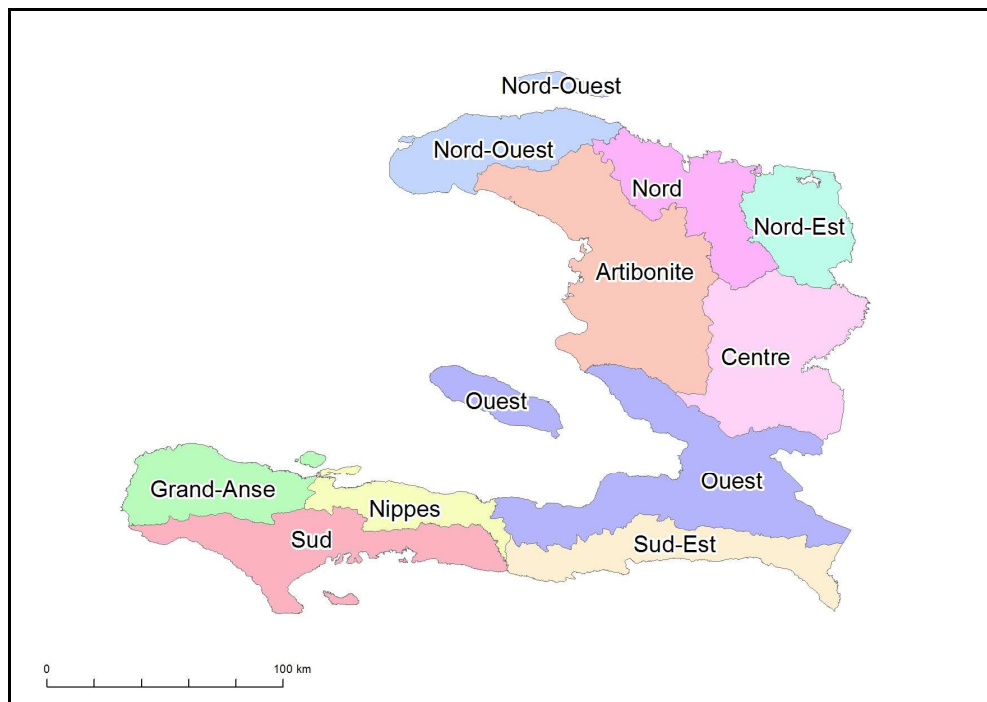 Nord-Ouest
Nord-Ouest
Nord
Nord-Est
Artibonite
Centre
Ouest
Ouest
Grand-Anse
Nippes
Sud
Sud-Est
0
100 km